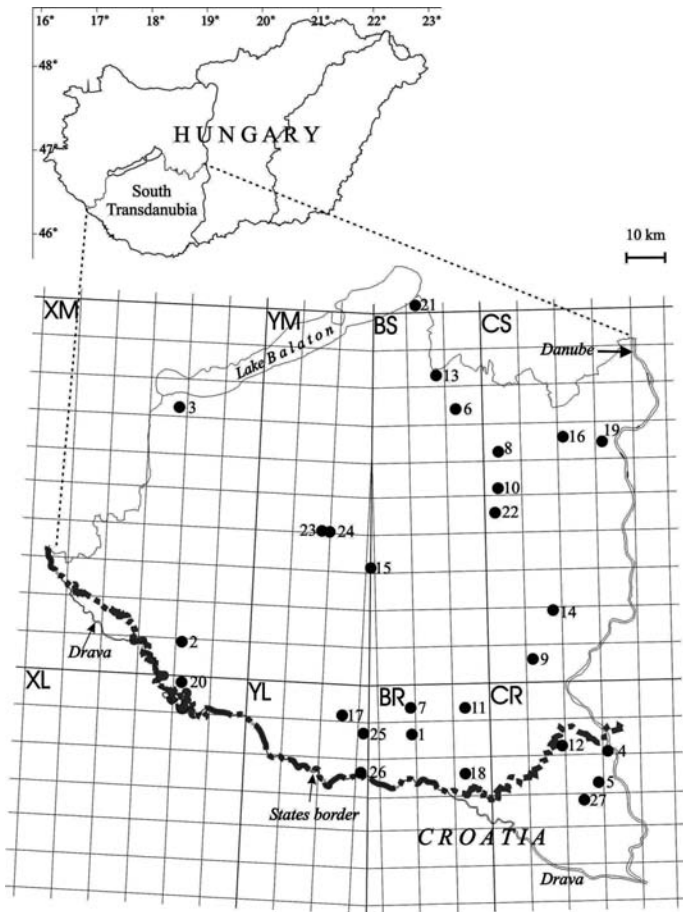 16° 17° 18° 19° 20° 21° 22° 23°
48°
HUNGARY
47°
South
Transdanubia
46°
10 km
XM
YM
BS
CS
21
Lake Balaton
Danube
13
3
6
16
19
8
10
22
23
24
15
14
2
Drava
9
20
XL
YL
BR
CR
17
7
11
25
1
12
4
26
18
5
27
States border
CROATIA
Drava